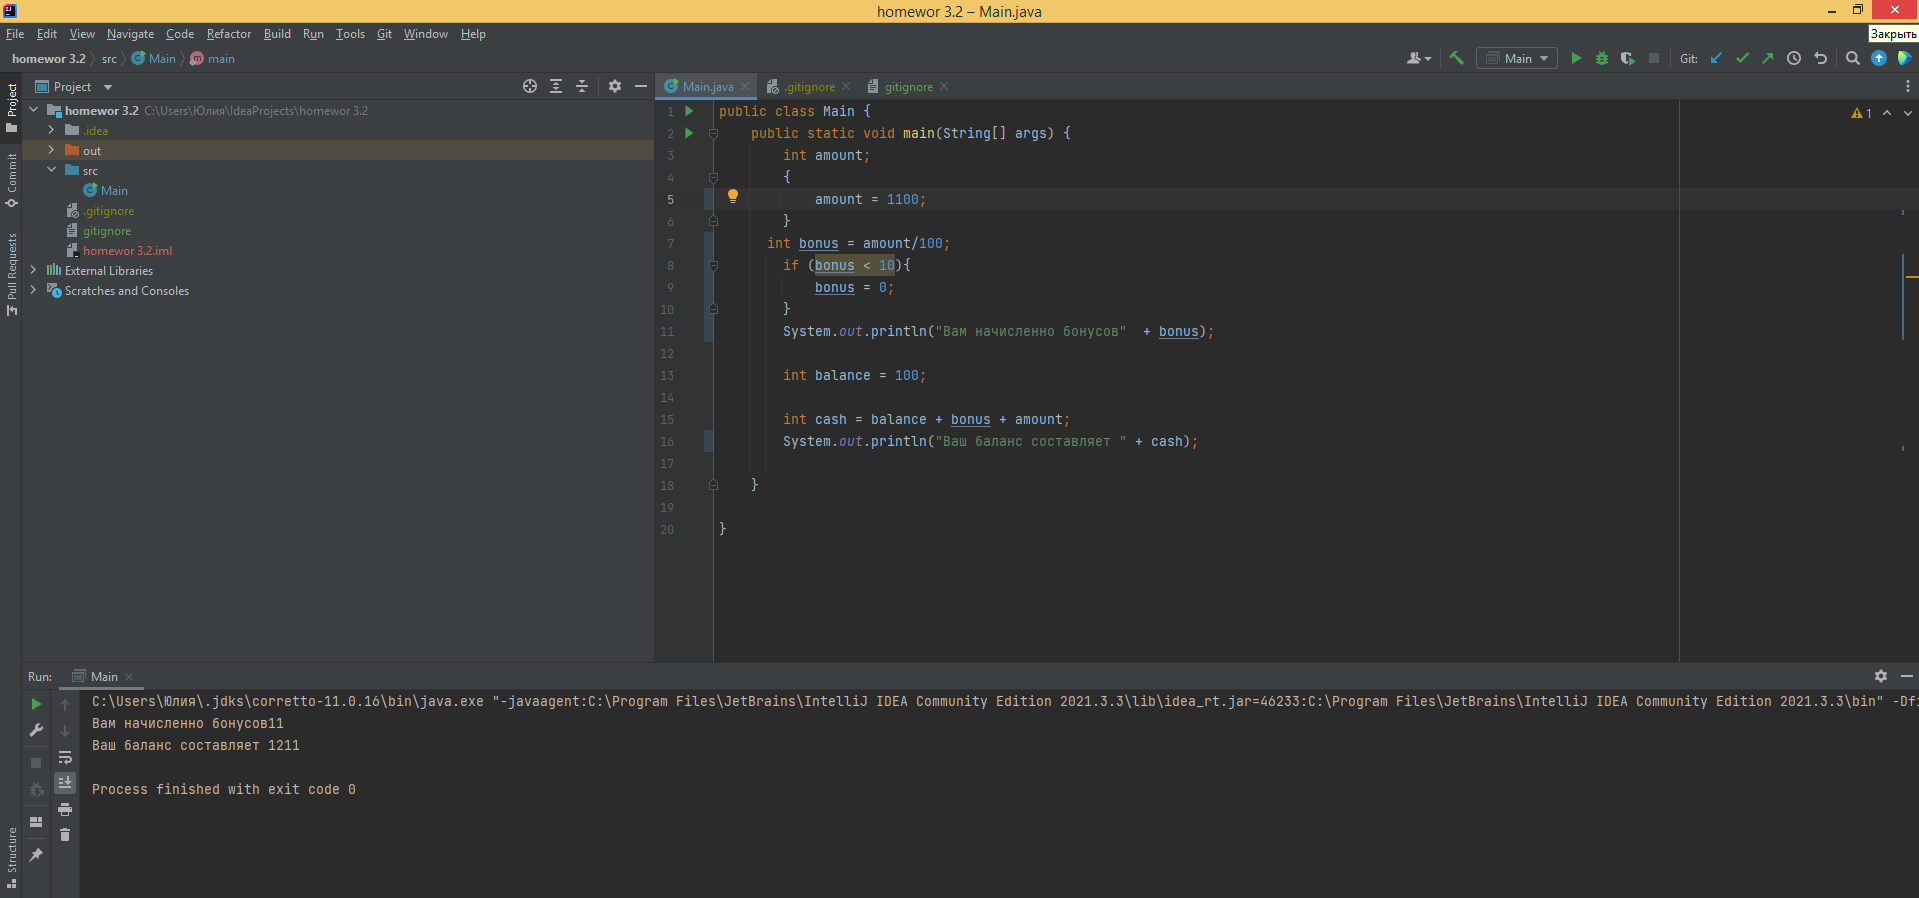 homewor 3.2 – Main.java
File Edit View Navigate Code Refactor Build Run Tools Git Window Help
Закрыть
homewor 3.2 src Main main
Main
Git:
Project
Main.java .gitignore gitignore
homewor 3.2 C:\Users\Юлия\IdeaProjects\homewor 3.2
.idea
out
src
Main
.gitignore
gitignore
homewor 3.2.iml
External Libraries
Scratches and Consoles
Project
Commit
Pull Requests
Structure
1 public class Main {
2 public static void main(String[] args) {
3 int amount;
4 {
5 amount = 1100;
6 }
7 int bonus = amount/100;
8 if (bonus < 10){
9 bonus = 0;
10 }
11 System.out.println("Вам начисленно бонусов" + bonus);
12
13 int balance = 100;
14
15 int cash = balance + bonus + amount;
16 System.out.println("Ваш баланс составляет " + cash);
17
18 }
19
20 }
1
Run: Main
C:\Users\Юлия\.jdks\corretto-11.0.16\bin\java.exe "-javaagent:C:\Program Files\JetBrains\IntelliJ IDEA Community Edition 2021.3.3\lib\idea_rt.jar=46233:C:\Program Files\JetBrains\IntelliJ IDEA Community Edition 2021.3.3\bin" -Dfi
Вам начисленно бонусов11
Ваш баланс составляет 1211
Process finished with exit code 0